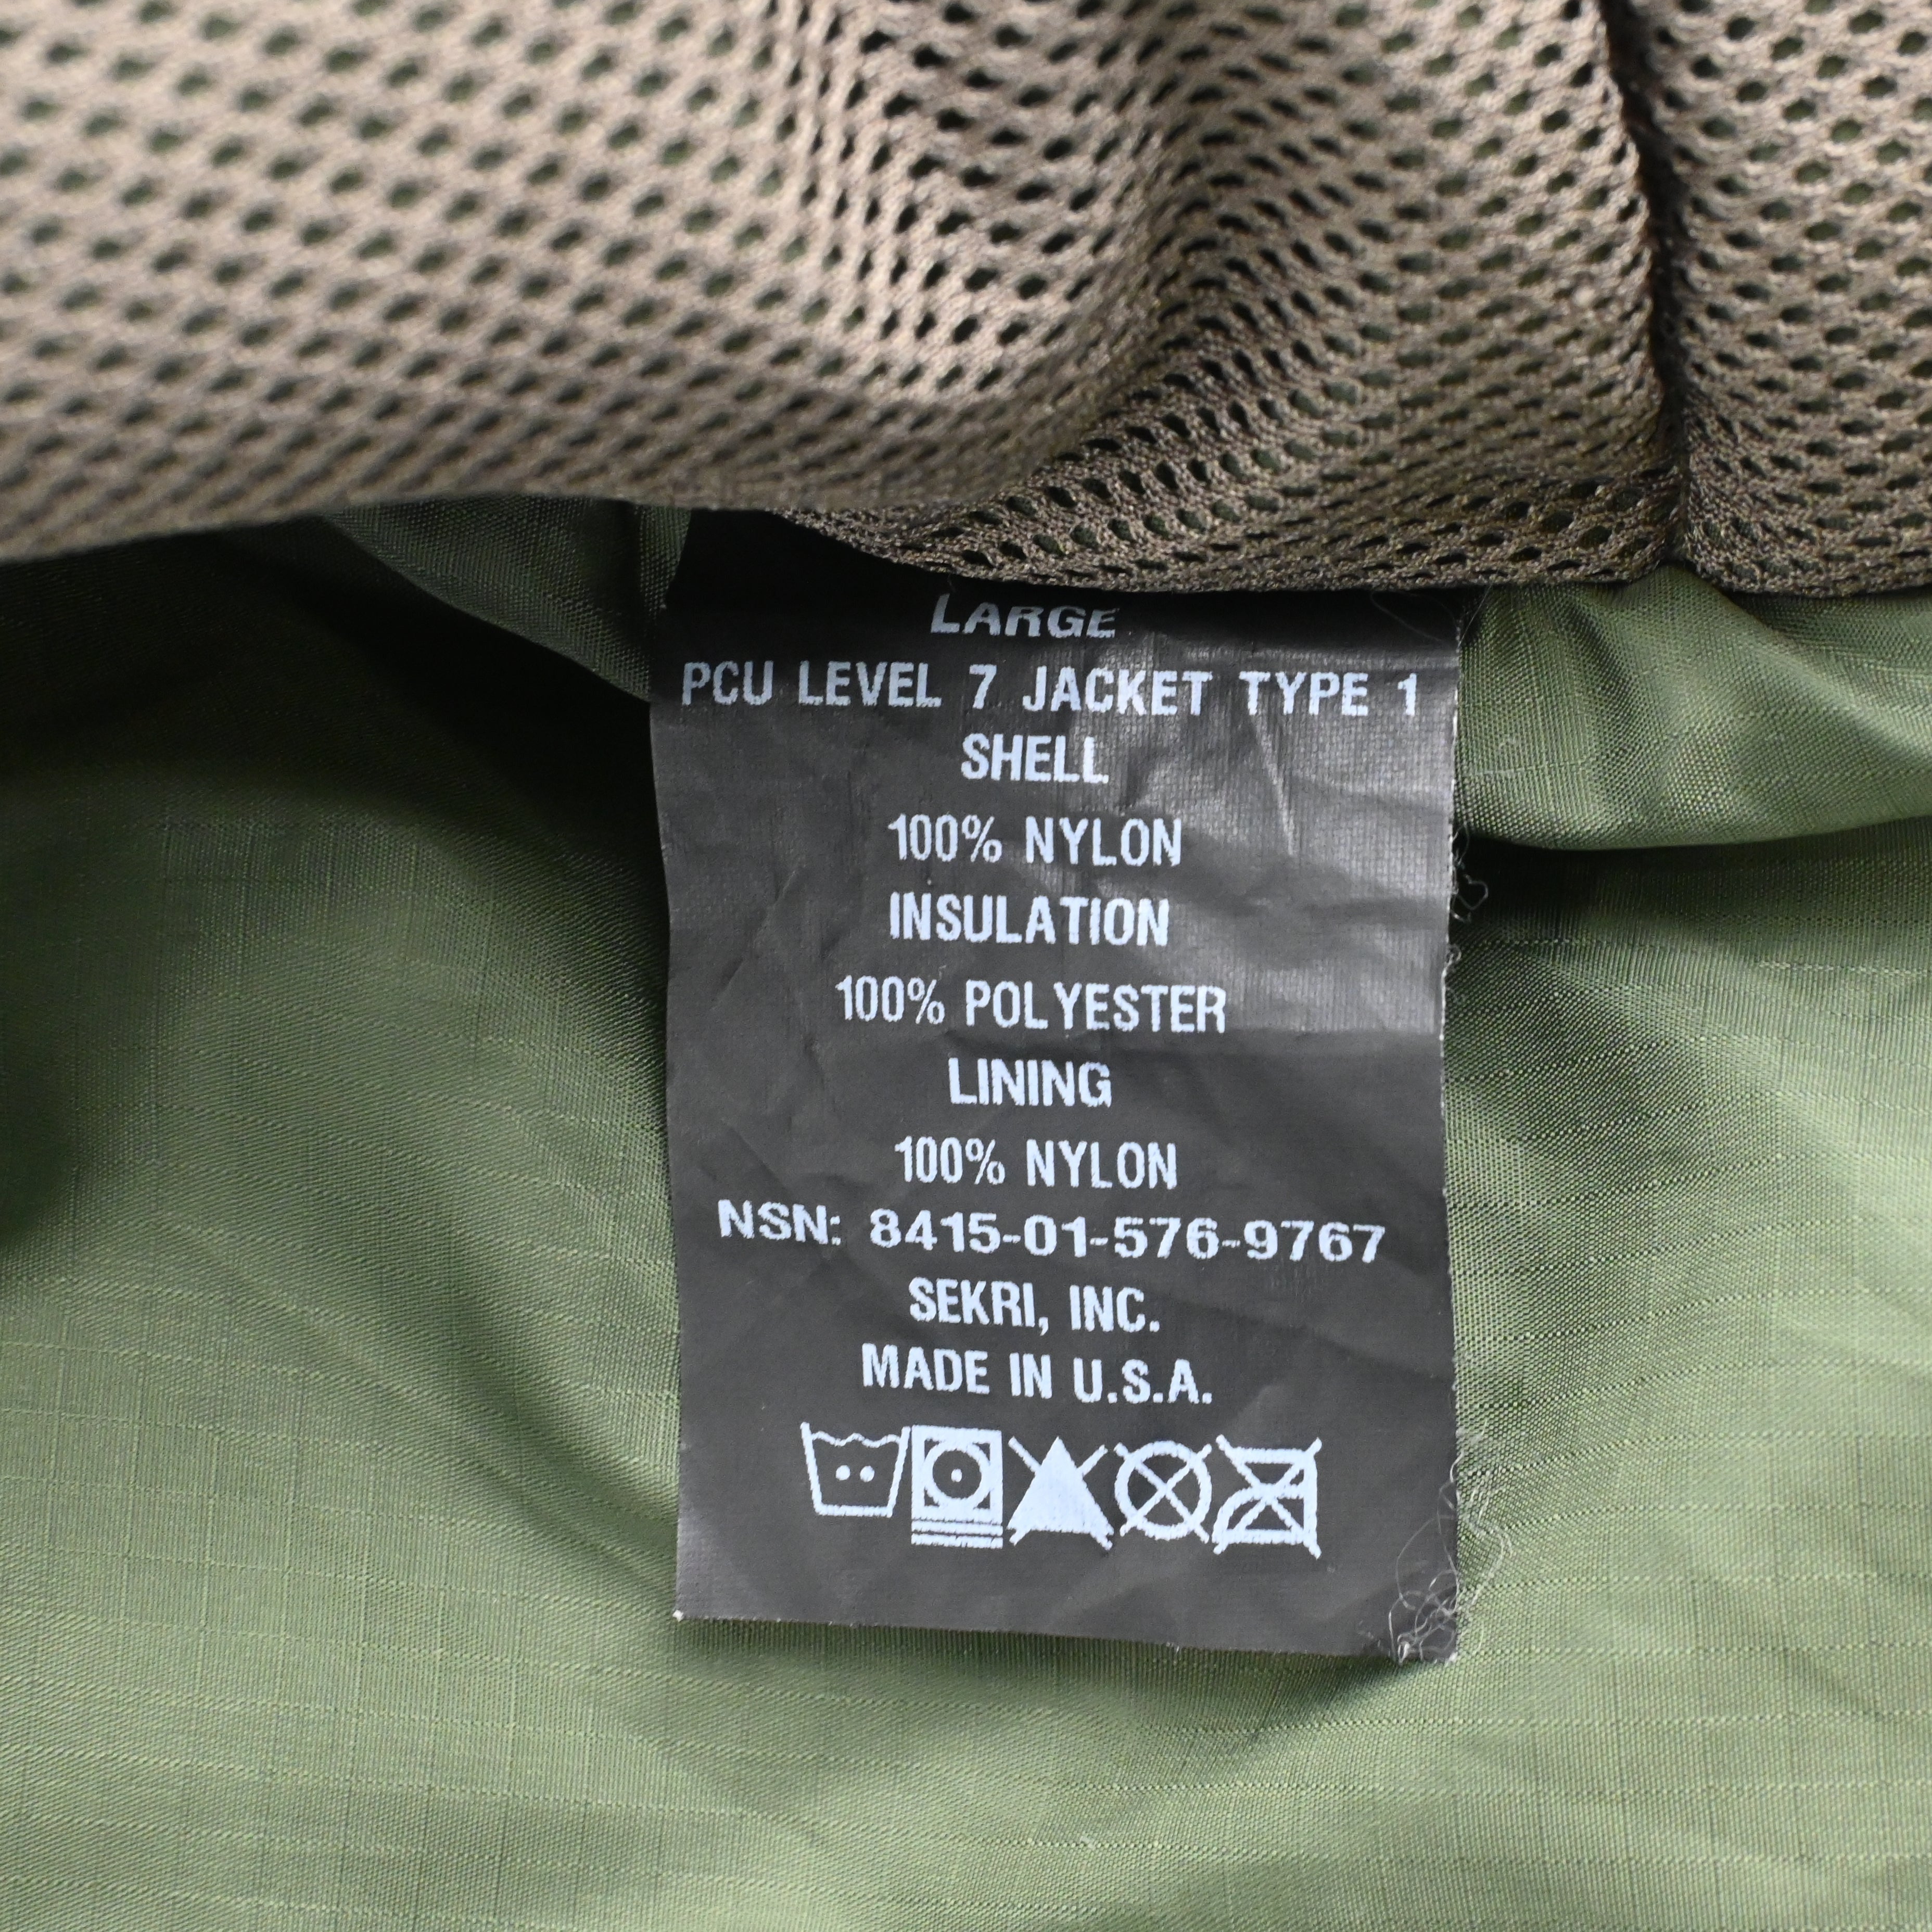 LARGE
PCU LEVEL 7 JACKET TYPE 1
SHELL
100% NYLON
INSULATION
100% POLYESTER
LINING
100% NYLON
NSN: 8415-01-576-9767
SEKRI, INC.
MADE IN U.S.A.